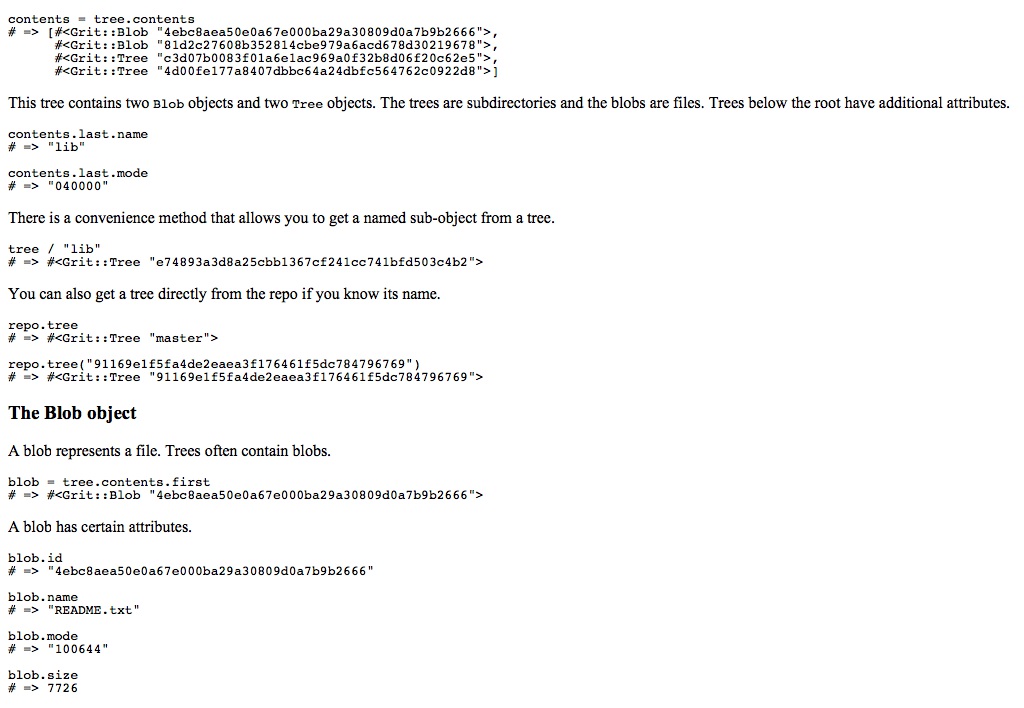 contents = tree.contents
# => [#<Grit::Blob "4ebc8aea50e0a67e000ba29a30809d0a7b9b2666">,
#<Grit::Blob "81d2c27608b352814cbe979a6acd678d30219678">,
#<Grit::Tree "c3d07b0083f01a6e1ac969a0f32b8d06f20c62e5">,
#<Grit::Tree "4d00fe177a8407dbbc64a24dbfc564762c0922d8">]
This tree contains two Blob objects and two Tree objects. The trees are subdirectories and the blobs are files. Trees below the root have additional attributes.
contents.last.name
# => "lib"
contents.last.mode
# => "040000"
There is a convenience method that allows you to get a named sub-object from a tree.
tree / "lib"
# => #<Grit::Tree "e74893a3d8a25cbb1367cf241cc741bfd503c4b2">
You can also get a tree directly from the repo if you know its name.
repo.tree
# => #<Grit::Tree "master">
repo.tree("91169e1f5fa4de2eaea3f176461f5dc784796769")
# => #<Grit::Tree "91169e1f5fa4de2eaea3f176461f5dc784796769">
The Blob object
A blob represents a file. Trees often contain blobs.
blob = tree.contents.first
# => #<Grit::Blob "4ebc8aea50e0a67e000ba29a30809d0a7b9b2666">
A blob has certain attributes.
blob.id
# => "4ebc8aea50e0a67e000ba29a30809d0a7b9b2666"
blob.name
# => "README.txt"
blob.mode
# => "100644"
blob.size
# => 7726